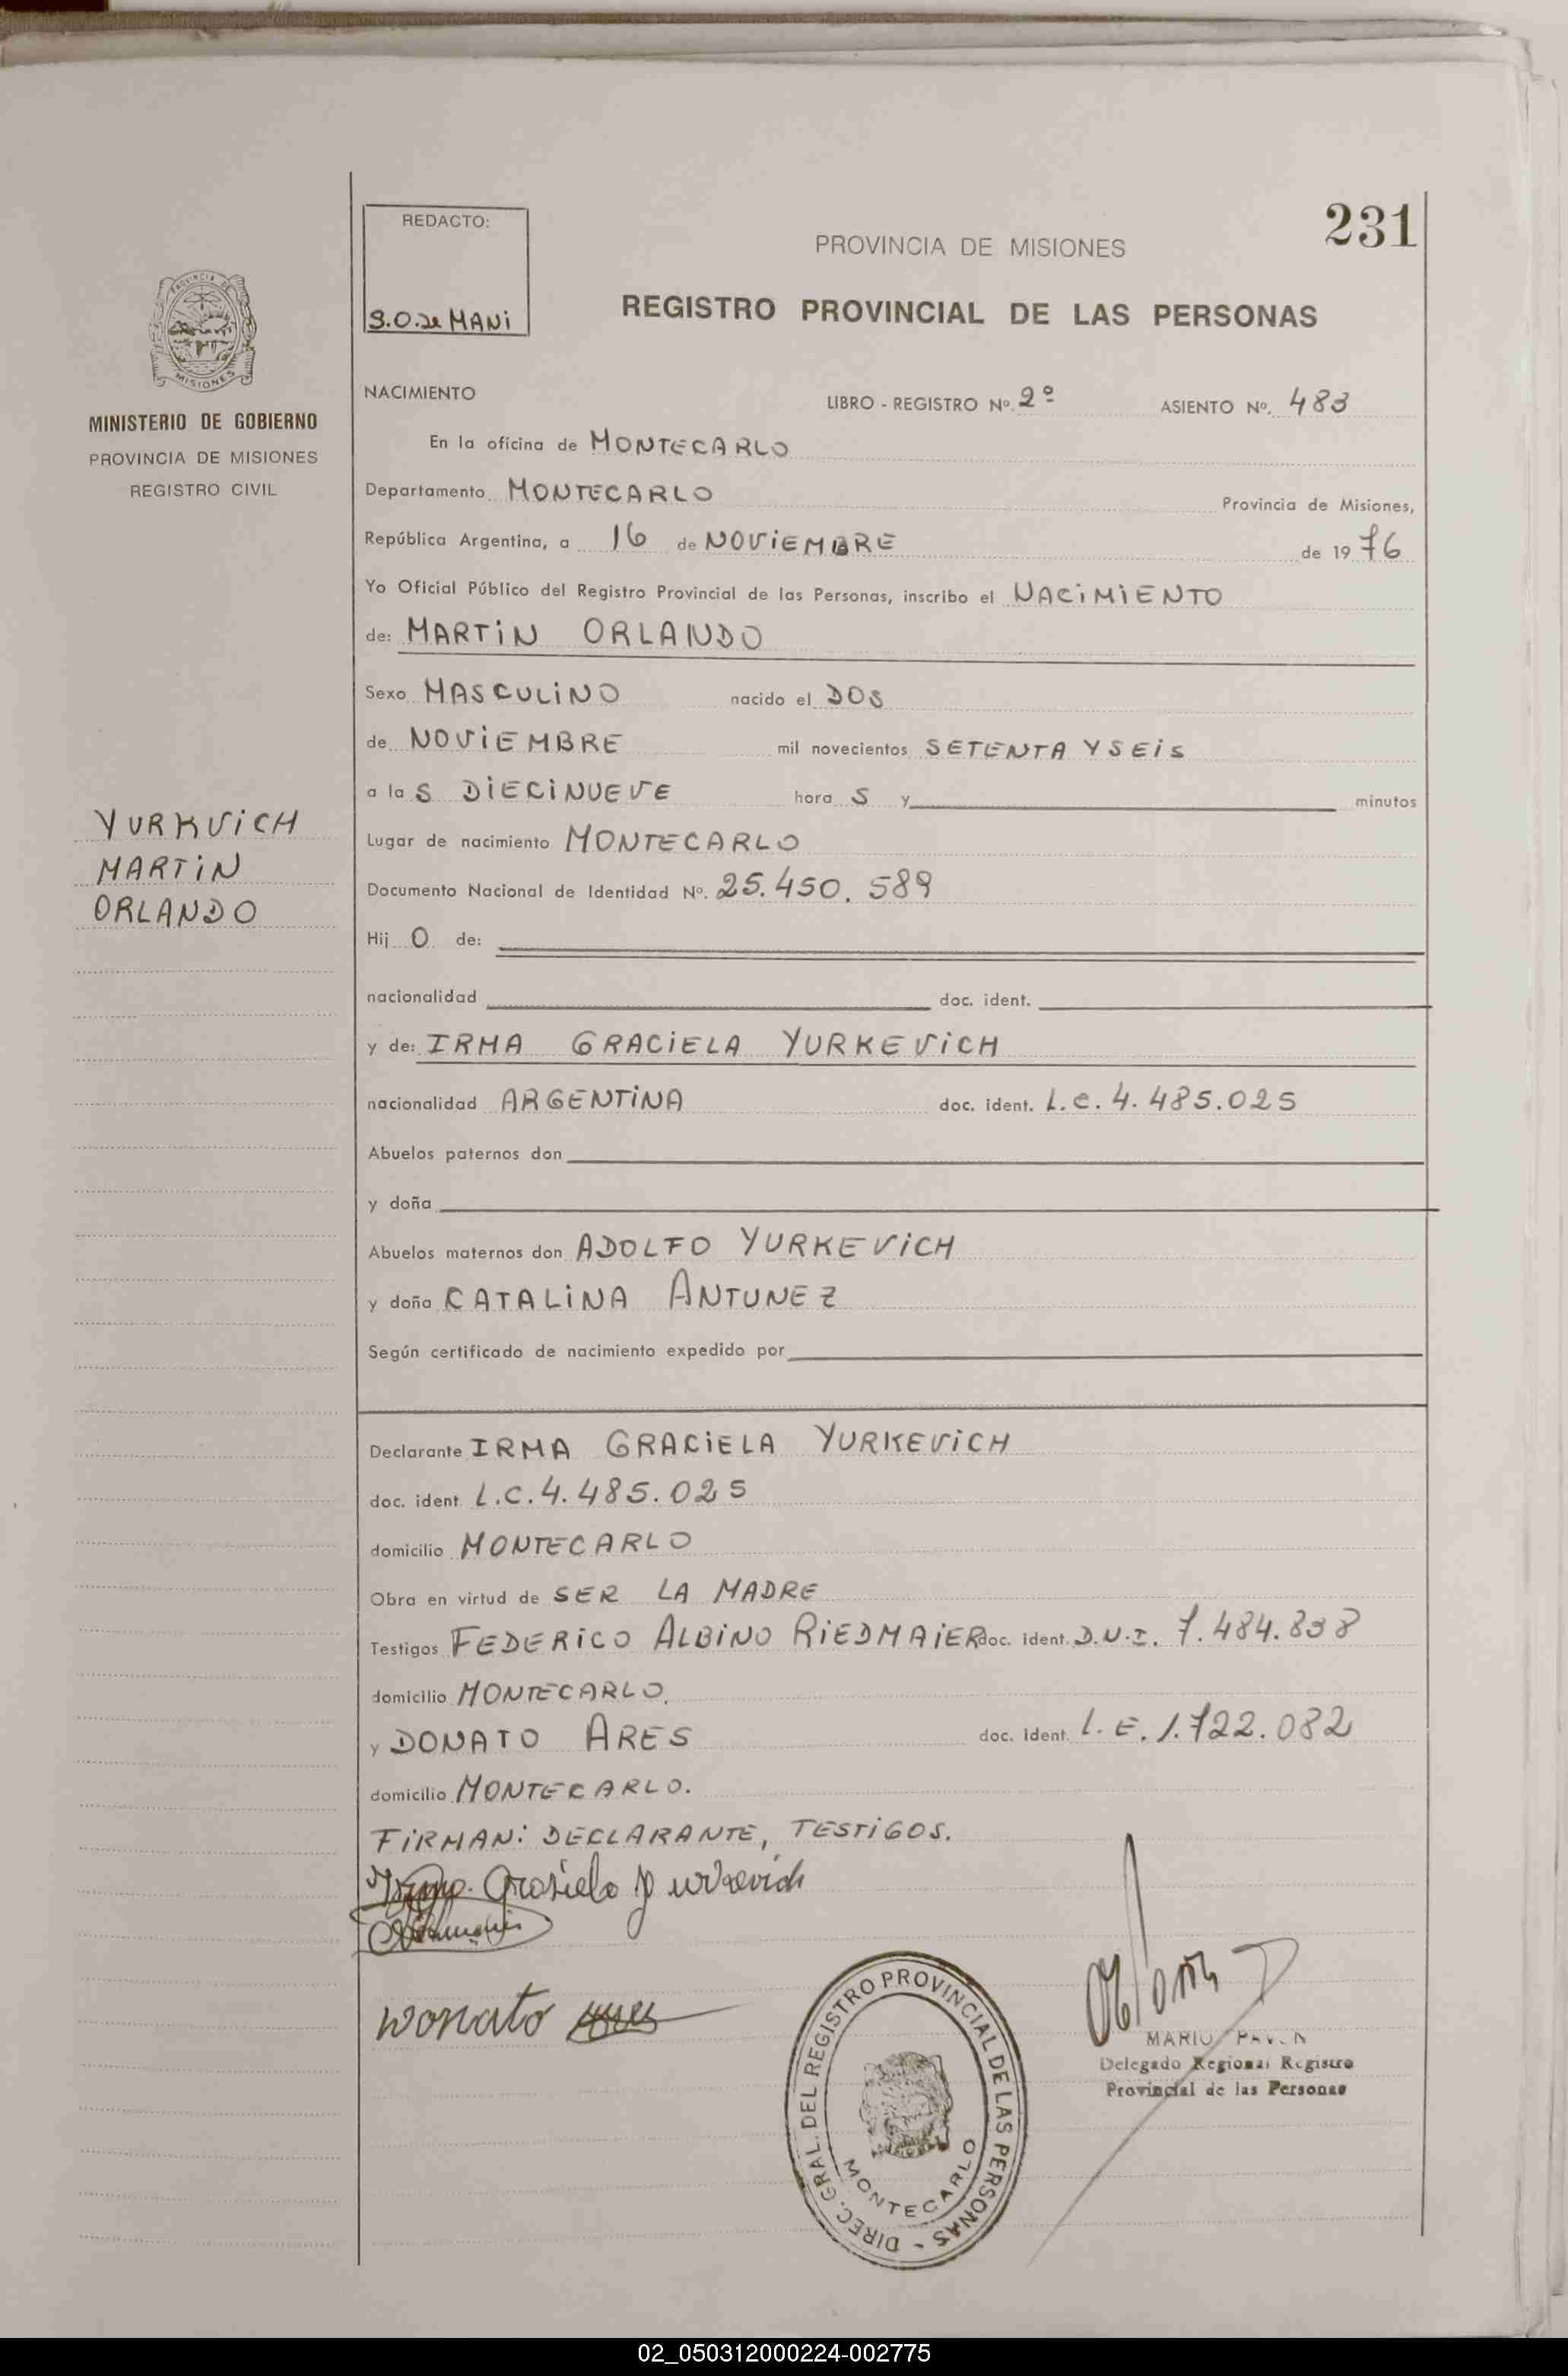 231
REDACTO:
S.O. de MANi
PROVINCIA DE MISIONES
REGISTRO PROVINCIAL DE LAS PERSONAS
PROVINCIA DE
MISIONES
MINISTERIO DE GOBIERNO
PROVINCIA DE MISIONES
REGISTRO CIVIL
YURKViCH
MARTiN
ORLANDO
NACIMIENTO LIBRO - REGISTRO Nº. 2º ASIENTO Nº. 483
En la oficina de MONTECARLO
Departamento MONTECARLO Provincia de Misiones,
República Argentina, a 16 de NOViEMBRE de 19 76
Yo Oficial Público del Registro Provincial de las Personas, inscribo el NACiMiENTO
de: MARTiN ORLANDO
Sexo MASCULiNO nacido el DOS
de NOViEMBRE mil novecientos SETENTA Y SEiS
a la S DiECiNUEVE hora S y minutos
Lugar de nacimiento MONTECARLO
Documento Nacional de Identidad Nº. 25.450.589
Hij O de:
nacionalidad doc. ident.
y de: IRMA GRACiELA YURKEViCH
nacionalidad ARGENTiNA doc. ident. L.C. 4.485.025
Abuelos paternos don
y doña
Abuelos maternos don ADOLFO YURKEViCH
y doña CATALiNA ANTUNEZ
Según certificado de nacimiento expedido por
Declarante IRMA GRACiELA YURKEViCH
doc. ident. L.C. 4.485.025
domicilio MONTECARLO
Obra en virtud de SER LA MADRE
Testigos FEDERiCO ALBiNO RiEDMAiER doc. ident. D.N.I. 7.484.838
domicilio MONTECARLO.
y DONATO ARES doc. ident. L.E. 1.722.082
domicilio MONTECARLO.
FiRMAN: DECLARANTE, TESTiGOS.
Irma Graciela Yurkevich
Donato Ares
DIREC. GRAL. DEL REGISTRO PROVINCIAL DE LAS PERSONAS -
MONTECARLO
MARIO
Delegado Regional Registro
Provincial de las Personas
02_050312000224-002775